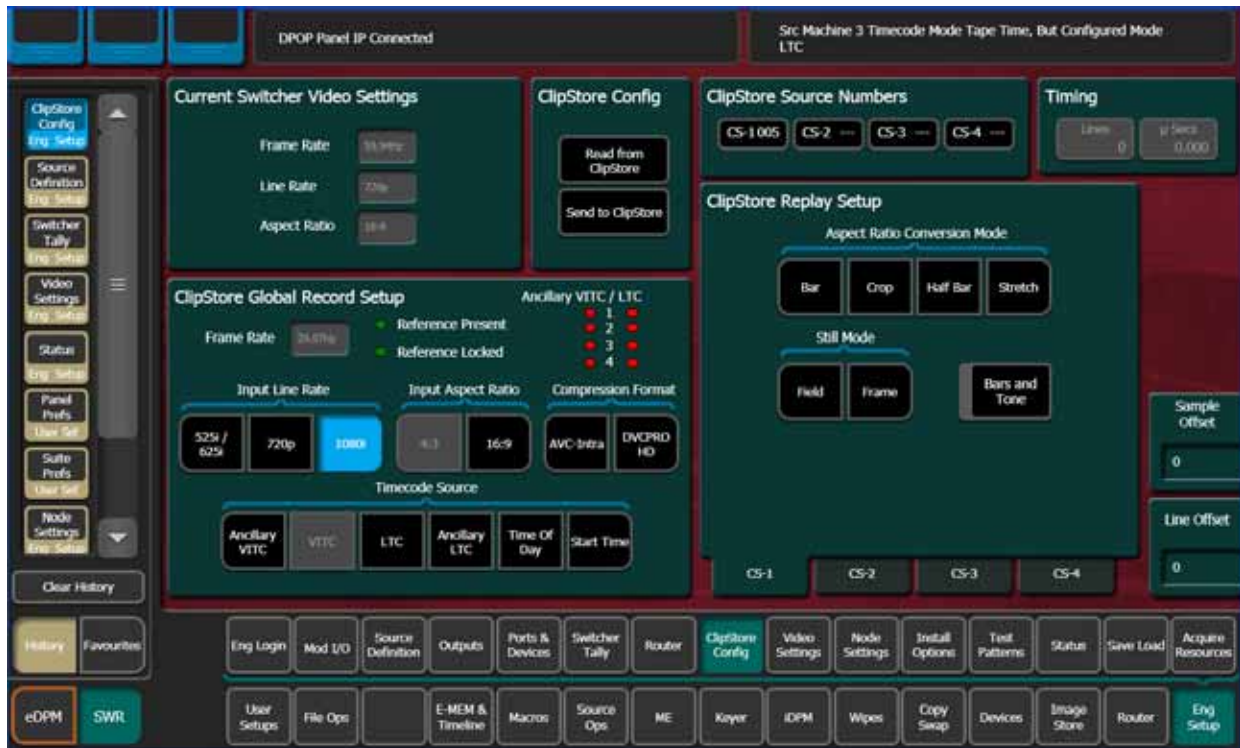 DPOP Panel IP Connected
Src Machine 3 Timecode Mode Tape Time, But Configured Mode
LTC
ClipStore
Config
Eng Setup
Source
Definition
Eng Setup
Switcher
Tally
Eng Setup
Video
Settings
Eng Setup
Status
Eng Setup
Panel
Prefs
User Set
Suite
Prefs
User Set
Node
Settings
Eng Setup
Clear History
History
Favourites
eDPM
SWR
Current Switcher Video Settings
Frame Rate
Line Rate
720p
Aspect Ratio
16:9
ClipStore Config
Read from
ClipStore
Send to ClipStore
ClipStore Source Numbers
CS-1 005
CS-2 ---
CS-3 ---
CS-4 ---
Timing
Lines
0
µ Secs
0.000
ClipStore Global Record Setup
Frame Rate
Reference Present
Reference Locked
Ancillary VITC / LTC
1
2
3
4
Input Line Rate
525i /
625i
720p
1080i
Input Aspect Ratio
4:3
16:9
Compression Format
AVC-Intra
DVCPRO
HD
Timecode Source
Ancillary
VITC
VITC
LTC
Ancillary
LTC
Time Of
Day
Start Time
ClipStore Replay Setup
Aspect Ratio Conversion Mode
Bar
Crop
Half Bar
Stretch
Still Mode
Field
Frame
Bars and
Tone
CS-1
CS-2
CS-3
CS-4
Sample
Offset
0
Line Offset
0
Eng Login
Mod I/O
Source
Definition
Outputs
Ports &
Devices
Switcher
Tally
Router
ClipStore
Config
Video
Settings
Node
Settings
Install
Options
Test
Patterns
Status
Save Load
Acquire
Resources
User
Setups
File Ops
E-MEM &
Timeline
Macros
Source
Ops
ME
Keyer
iDPM
Wipes
Copy
Swap
Devices
Image
Store
Router
Eng
Setup